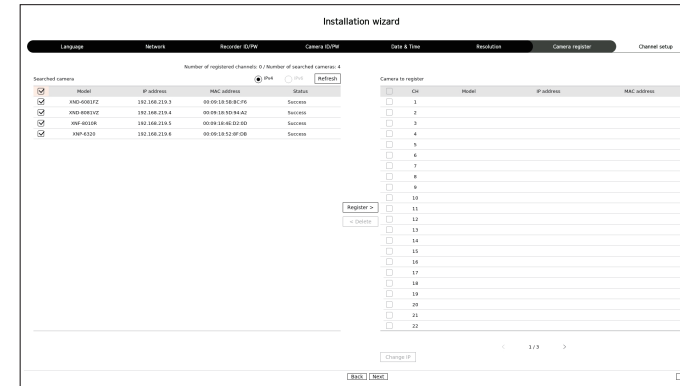 Installation wizard
Language Network Recorder ID/PW Camera ID/PW Date & Time Resolution Camera register Channel setup
Number of registered channels: 0 / Number of searched cameras: 4
Searched camera IPv4 IPv6 Refresh Camera to register
Model IP address MAC address Status CH Model IP address MAC address
XND-6081FZ 192.168.219.3 00:09:18:5B:BC:F6 Success 1
XND-8081VZ 192.168.219.4 00:09:18:5D:94:A2 Success 2
XNF-8010R 192.168.219.5 00:09:18:4E:D2:0D Success 3
XNP-6320 192.168.219.6 00:09:18:52:8F:DB Success 4
5
6
7
8
9
10
Register > 11
< Delete 12
13
14
15
16
17
18
19
20
21
22
< 1 / 3 >
Change IP
Back Next